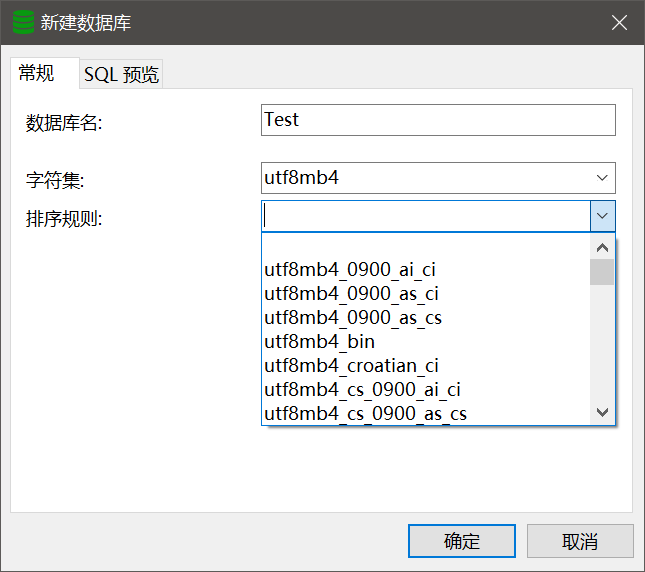 新建数据库
常规 SQL 预览
数据库名: Test
字符集: utf8mb4
排序规则:
utf8mb4_0900_ai_ci
utf8mb4_0900_as_ci
utf8mb4_0900_as_cs
utf8mb4_bin
utf8mb4_croatian_ci
utf8mb4_cs_0900_ai_ci
utf8mb4_cs_0900_as_cs
确定 取消